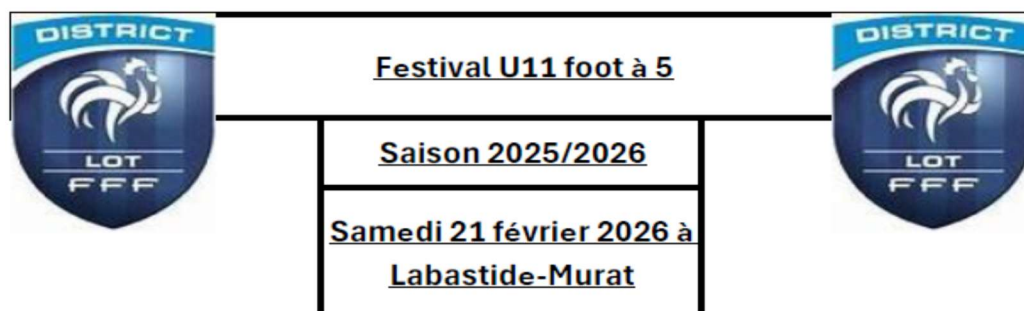 DISTRICT
LOT
FFF
Festival U11 foot à 5
DISTRICT
LOT
FFF
Saison 2025/2026
Samedi 21 février 2026 à
Labastide-Murat